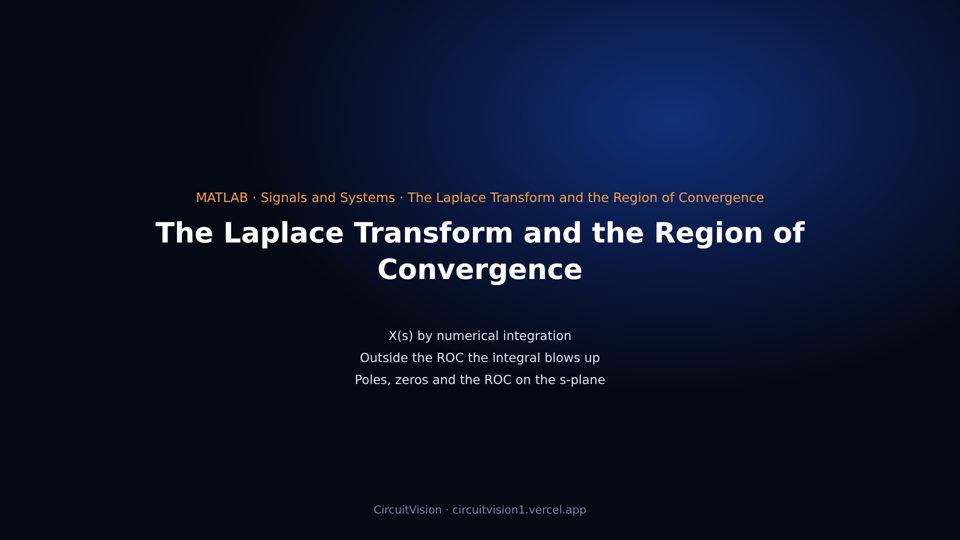 MATLAB · Signals and Systems · The Laplace Transform and the Region of Convergence
The Laplace Transform and the Region of
Convergence
X(s) by numerical integration
Outside the ROC the integral blows up
Poles, zeros and the ROC on the s-plane
CircuitVision · circuitvision1.vercel.app